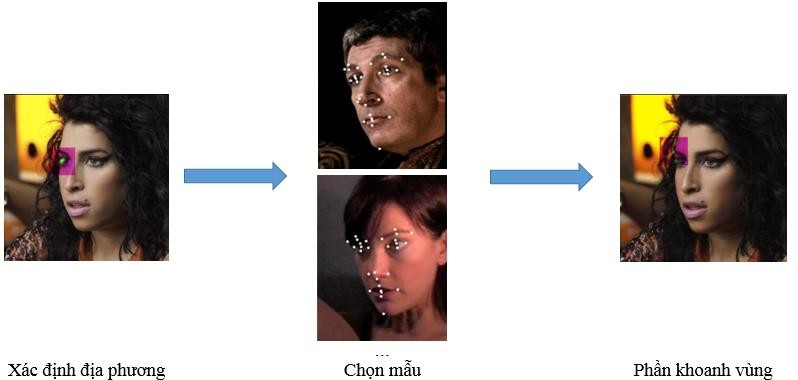 ...
Xác định địa phương
Chọn mẫu
Phần khoanh vùng